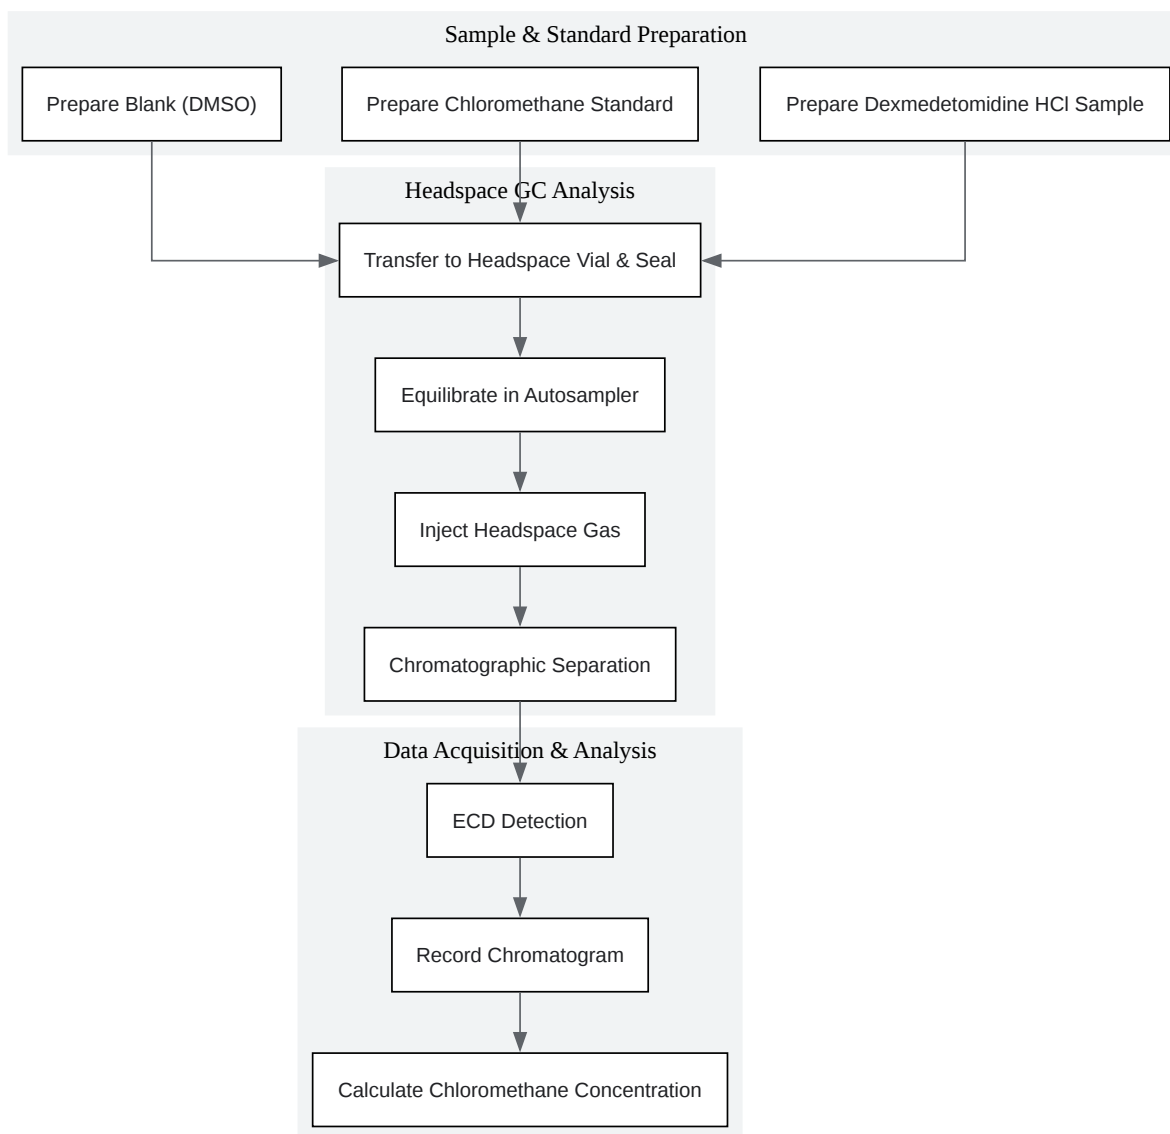 Sample & Standard Preparation
Prepare Blank (DMSO)
Prepare Chloromethane Standard
Prepare Dexmedetomidine HCl Sample
Headspace GC Analysis
Transfer to Headspace Vial & Seal
Equilibrate in Autosampler
Inject Headspace Gas
Chromatographic Separation
Data Acquisition & Analysis
ECD Detection
Record Chromatogram
Calculate Chloromethane Concentration